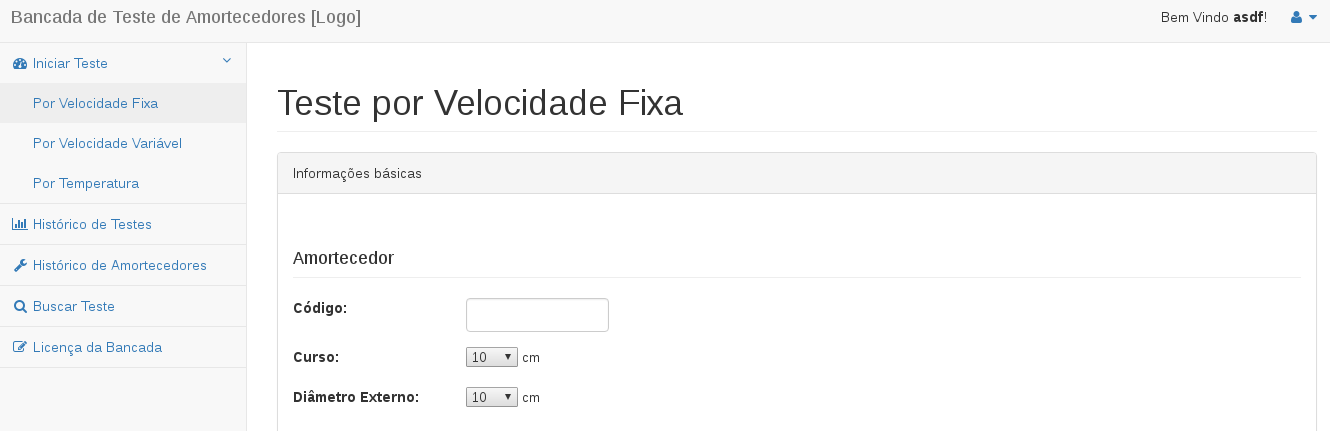 Bancada de Teste de Amortecedores [Logo]
Bem Vindo asdf!
Iniciar Teste
Por Velocidade Fixa
Por Velocidade Variável
Por Temperatura
Histórico de Testes
Histórico de Amortecedores
Buscar Teste
Licença da Bancada
Teste por Velocidade Fixa
Informações básicas
Amortecedor
Código:
Curso: 10 cm
Diâmetro Externo: 10 cm